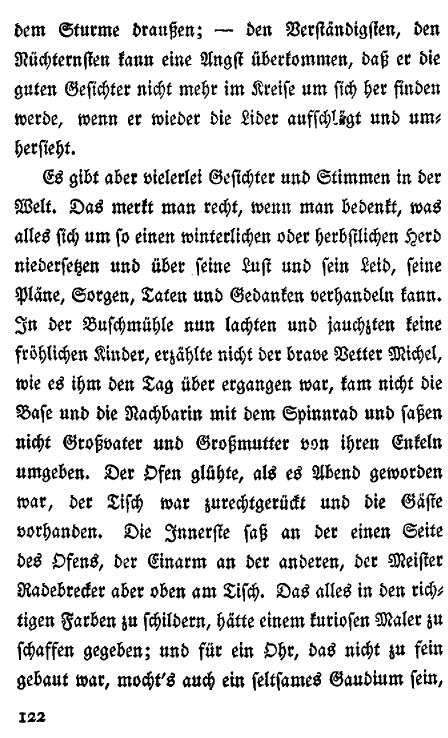 dem Sturme draußen; — den Verständigsten, den
Nüchternsten kann eine Angst überkommen, daß er die
guten Gesichter nicht mehr im Kreise um sich her finden
werde, wenn er wieder die Lider aufschlägt und um-
hersieht.
Es gibt aber vielerlei Gesichter und Stimmen in der
Welt. Das merkt man recht, wenn man bedenkt, was
alles sich um so einen winterlichen oder herbstlichen Herd
niedersetzen und über seine Lust und sein Leid, seine
Pläne, Sorgen, Taten und Gedanken verhandeln kann.
In der Buschmühle nun lachten und jauchzten keine
fröhlichen Kinder, erzählte nicht der brave Vetter Michel,
wie es ihm den Tag über ergangen war, kam nicht die
Base und die Nachbarin mit dem Spinnrad und saßen
nicht Großvater und Großmutter von ihren Enkeln
umgeben. Der Ofen glühte, als es Abend geworden
war, der Tisch war zurechtgerückt und die Gäste
vorhanden. Die Innerste saß an der einen Seite
des Ofens, der Einarm an der anderen, der Meister
Radebrecker aber oben am Tisch. Das alles in den rich-
tigen Farben zu schildern, hätte einem kuriosen Maler zu
schaffen gegeben; und für ein Ohr, das nicht zu fein
gebaut war, mocht's auch ein seltsames Gaudium sein,
122